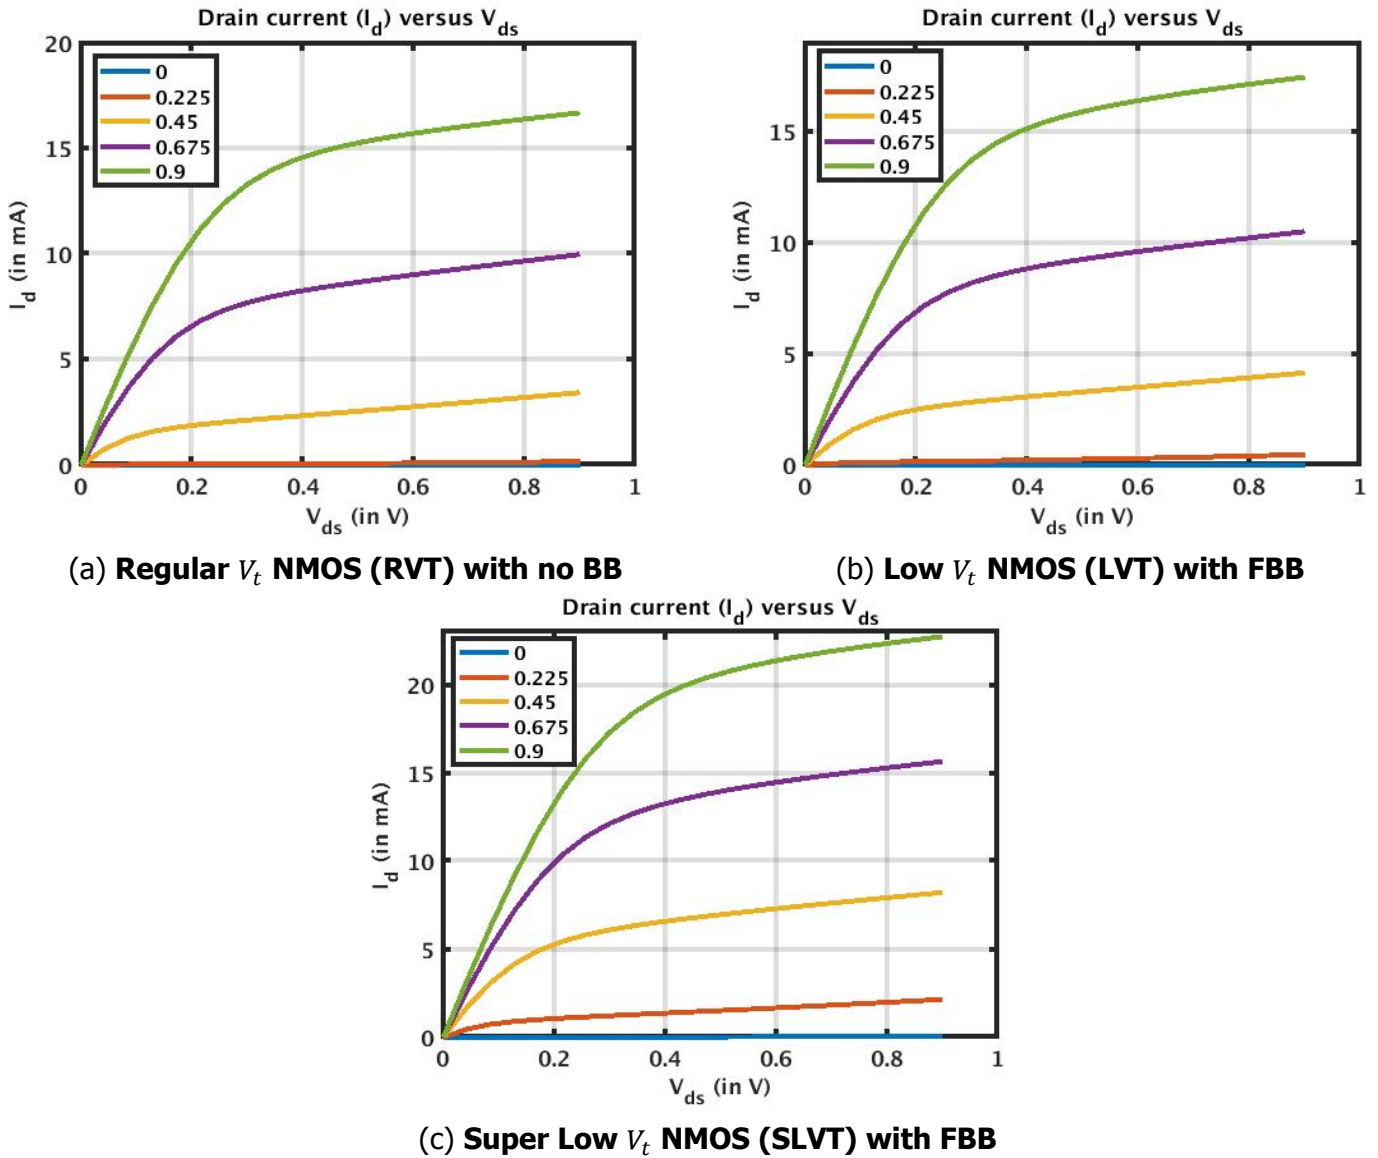 Drain current (I_d) versus V_ds
20
15
10
5
0
0
0.225
0.45
0.675
0.9
I_d (in mA)
0 0.2 0.4 0.6 0.8 1
V_ds (in V)
(a) Regular V_t NMOS (RVT) with no BB
Drain current (I_d) versus V_ds
15
10
5
0
0
0.225
0.45
0.675
0.9
I_d (in mA)
0 0.2 0.4 0.6 0.8 1
V_ds (in V)
(b) Low V_t NMOS (LVT) with FBB
Drain current (I_d) versus V_ds
20
15
10
5
0
0
0.225
0.45
0.675
0.9
I_d (in mA)
0 0.2 0.4 0.6 0.8 1
V_ds (in V)
(c) Super Low V_t NMOS (SLVT) with FBB